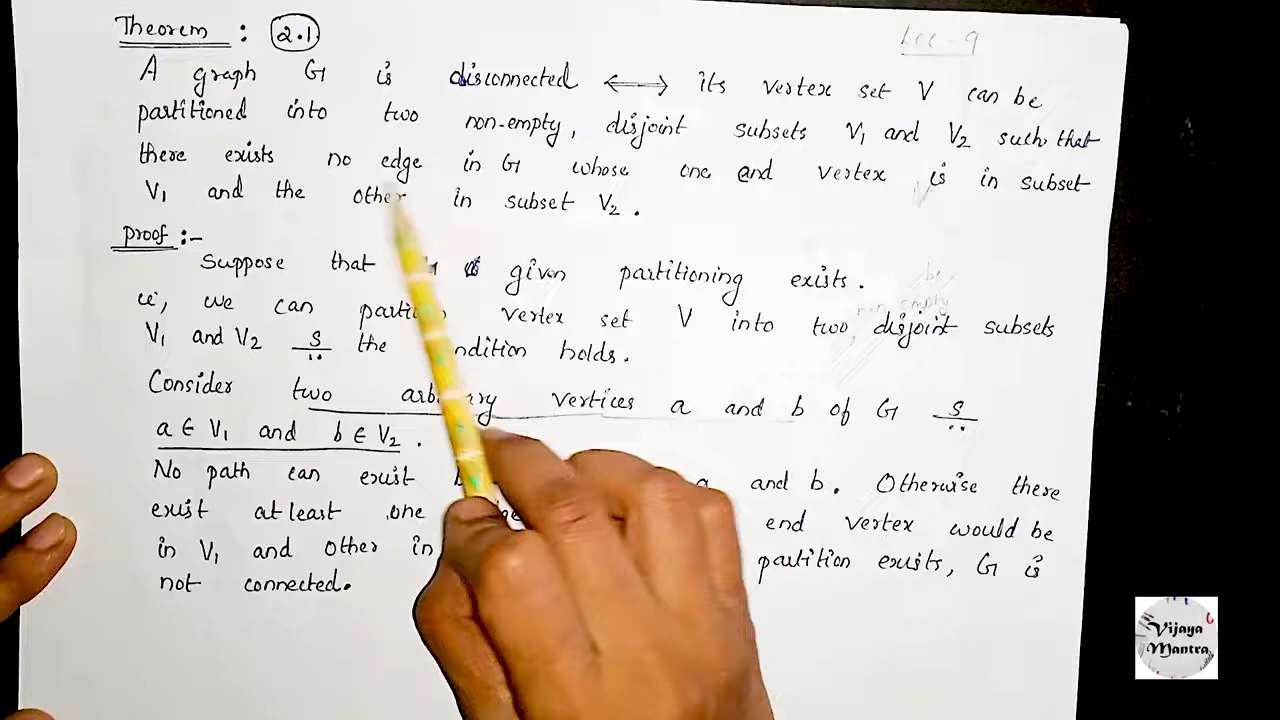 Theorem : 2.1
Lec - 9
A graph G is disconnected ⟷ its vertex set V can be
partitioned into two non-empty, disjoint subsets V₁ and V₂ such that
there exists no edge in G whose one end vertex is in subset
V₁ and the other in subset V₂.
Proof :-
Suppose that given partitioning exists.
ie, we can vertex set V into two, disjoint subsets
non empty
V₁ and V₂ s the holds.
Consider two vertices a and b of G s
a ∈ V₁ and b ∈ V₂.
No path can exist a and b. Otherwise there
exist atleast one end vertex would be
in V₁ and other in partition exists, G is
not connected.
Vijaya
Mantra